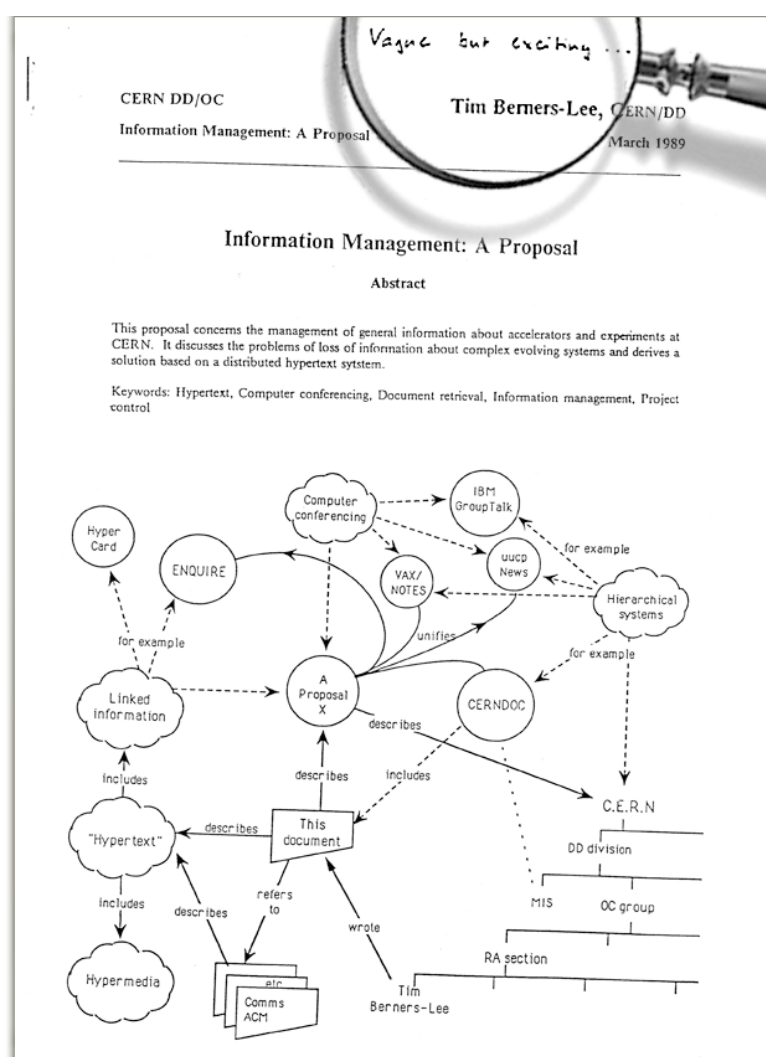 Vague but exciting ...
CERN DD/OC
Tim Berners-Lee, CERN/DD
Information Management: A Proposal
March 1989
Information Management: A Proposal
Abstract
This proposal concerns the management of general information about accelerators and experiments at
CERN. It discusses the problems of loss of information about complex evolving systems and derives a
solution based on a distributed hypertext sytstem.
Keywords: Hypertext, Computer conferencing, Document retrieval, Information management, Project
control
IBM
GroupTalk
Computer
conferencing
Hyper
Card
ENQUIRE
VAX/
NOTES
uucp
News
for example
Hierarchical
systems
unifies
for example
for example
A
Proposal
X
CERNDOC
Linked
information
describes
includes
describes
includes
C.E.R.N
This
document
describes
"Hypertext"
DD division
includes
describes
refers
to
MIS
OC group
wrote
RA section
Hypermedia
etc
Comms
ACM
Tim
Berners-Lee